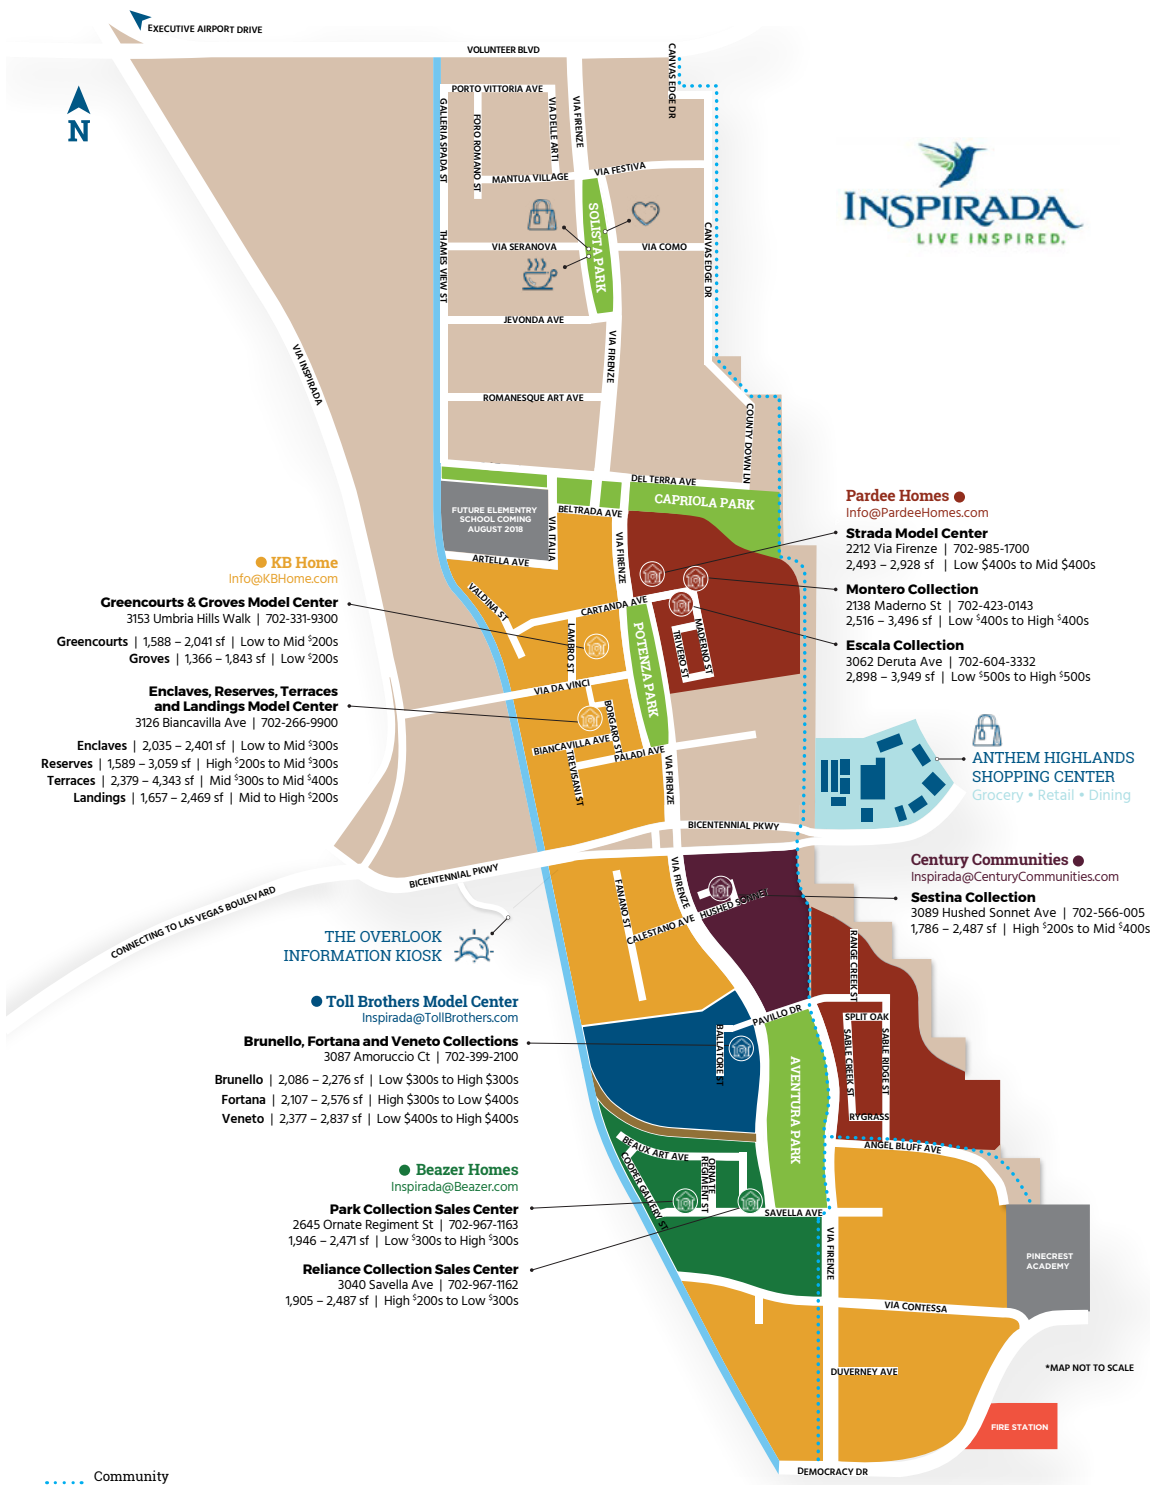 EXECUTIVE AIRPORT DRIVE
VOLUNTEER BLVD
CANVAS EDGE DR
N
PORTO VITTORIA AVE
GALLERIA SPADA ST
FORO ROMANO ST
VIA DELLE ARTI
VIA FIRENZE
MANTUA VILLAGE
VIA FESTIVA
INSPIRADA
LIVE INSPIRED.
SOLISTA PARK
THAMES VIEW ST
VIA SERANOVA
VIA COMO
CANVAS EDGE DR
JEVONDA AVE
VIA FIRENZE
VIA INSPIRADA
ROMANESQUE ART AVE
COUNTY DOWN LN
DEL TERRA AVE
CAPRIOLA PARK
FUTURE ELEMENTRY
SCHOOL COMING
AUGUST 2018
BELTRADA AVE
VIA ITALIA
VIA FIRENZE
ARTELLA AVE
VALDINA ST
CARTANDA AVE
LAMBRO ST
POTENZA PARK
TRIVERO ST
MADERNO ST
VIA DA VINCI
BORGARO ST
BIANCAVILLA AVE
TREVISANI ST
PALADI AVE
VIA FIRENZE
BICENTENNIAL PKWY
Pardee Homes
Info@PardeeHomes.com
Strada Model Center
2212 Via Firenze | 702-985-1700
2,493 – 2,928 sf | Low $400s to Mid $400s
Montero Collection
2138 Maderno St | 702-423-0143
2,516 – 3,496 sf | Low $400s to High $400s
Escala Collection
3062 Deruta Ave | 702-604-3332
2,898 – 3,949 sf | Low $500s to High $500s
KB Home
Info@KBHome.com
Greencourts & Groves Model Center
3153 Umbria Hills Walk | 702-331-9300
Greencourts | 1,588 – 2,041 sf | Low to Mid $200s
Groves | 1,366 – 1,843 sf | Low $200s
Enclaves, Reserves, Terraces
and Landings Model Center
3126 Biancavilla Ave | 702-266-9900
Enclaves | 2,035 – 2,401 sf | Low to Mid $300s
Reserves | 1,589 – 3,059 sf | High $200s to Mid $300s
Terraces | 2,379 – 4,343 sf | Mid $300s to Mid $400s
Landings | 1,657 – 2,469 sf | Mid to High $200s
ANTHEM HIGHLANDS
SHOPPING CENTER
Grocery • Retail • Dining
BICENTENNIAL PKWY
CONNECTING TO LAS VEGAS BOULEVARD
THE OVERLOOK
INFORMATION KIOSK
FANANO ST
VIA FIRENZE
HUSHED SONNET
CALESTANO AVE
Century Communities
Inspirada@CenturyCommunities.com
Sestina Collection
3089 Hushed Sonnet Ave | 702-566-005
1,786 – 2,487 sf | High $200s to Mid $400s
RANGE CREEK ST
SPLIT OAK
SABLE CREEK ST
SABLE RIDGE ST
RYGRASS
PAVILLO DR
BALLATORE ST
AVENTURA PARK
ANGEL BLUFF AVE
Toll Brothers Model Center
Inspirada@TollBrothers.com
Brunello, Fortana and Veneto Collections
3087 Amoruccio Ct | 702-399-2100
Brunello | 2,086 – 2,276 sf | Low $300s to High $300s
Fortana | 2,107 – 2,576 sf | High $300s to Low $400s
Veneto | 2,377 – 2,837 sf | Low $400s to High $400s
BEAUX ART AVE
COOPER GALLERY ST
ORNATE
REGIMENT ST
SAVELLA AVE
VIA FIRENZE
Beazer Homes
Inspirada@Beazer.com
Park Collection Sales Center
2645 Ornate Regiment St | 702-967-1163
1,946 – 2,471 sf | Low $300s to High $300s
Reliance Collection Sales Center
3040 Savella Ave | 702-967-1162
1,905 – 2,487 sf | High $200s to Low $300s
PINECREST
ACADEMY
VIA CONTESSA
DUVERNEY AVE
*MAP NOT TO SCALE
FIRE STATION
DEMOCRACY DR
Community